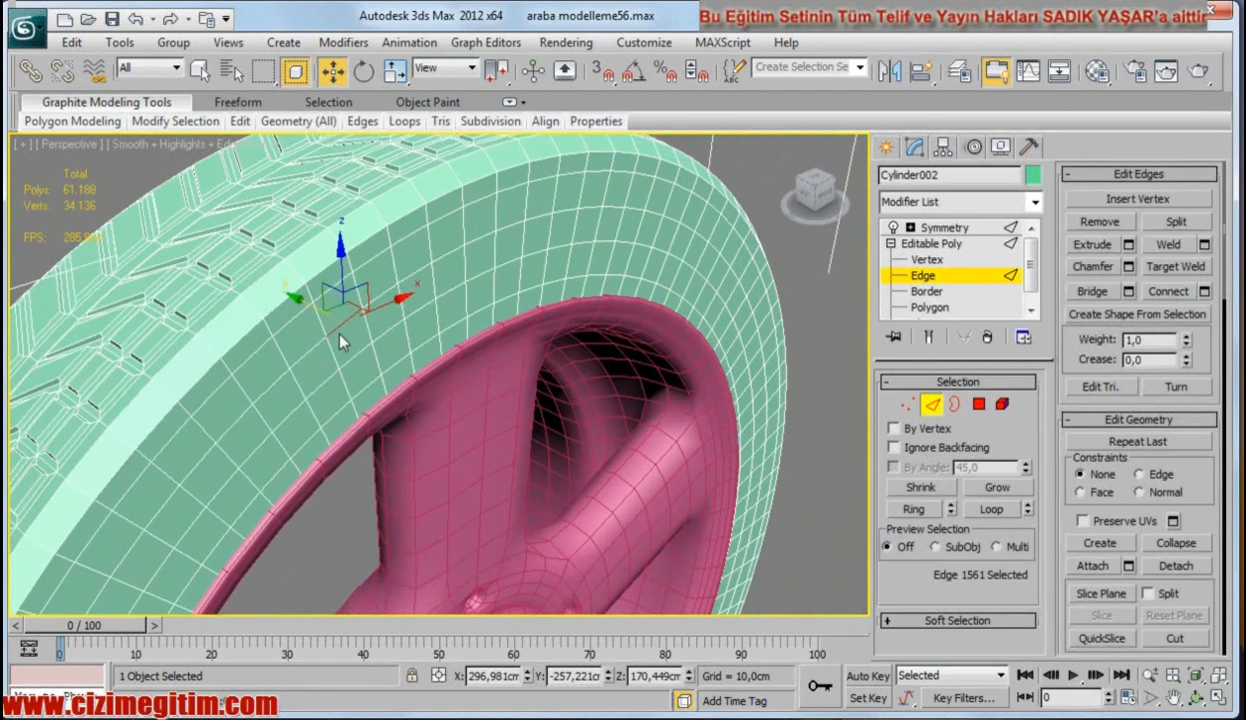 Autodesk 3ds Max 2012 x64 araba modelleme56.max
Bu Eğitim Setinin Tüm Telif ve Yayın Hakları SADIK YAŞAR'a aittir
Edit Tools Group Views Create Modifiers Animation Graph Editors Rendering Customize MAXScript Help
All View Create Selection Se
Graphite Modeling Tools Freeform Selection Object Paint
Polygon Modeling Modify Selection Edit Geometry (All) Edges Loops Tris Subdivision Align Properties
[ + ] [ Perspective ] [ Smooth + Highlights +
Total
Polys: 61.188
Verts: 34.136
FPS:
z
y
x
Cylinder002
Modifier List
Symmetry
Editable Poly
Vertex
Edge
Border
Polygon
- Selection
By Vertex
Ignore Backfacing
By Angle: 45,0
Shrink Grow
Ring Loop
Preview Selection
Off SubObj Multi
Edge 1561 Selected
+ Soft Selection
- Edit Edges
Insert Vertex
Remove Split
Extrude Weld
Chamfer Target Weld
Bridge Connect
Create Shape From Selection
Weight: 1,0
Crease: 0,0
Edit Tri. Turn
- Edit Geometry
Repeat Last
Constraints
None Edge
Face Normal
Preserve UVs
Create Collapse
Attach Detach
Slice Plane Split
Slice Reset Plane
QuickSlice Cut
< 0 / 100 >
0 10 20 30 40 50 60 70 80 90 100
1 Object Selected X: 296,981cm Y: -257,221cm Z: 170,449cm Grid = 10,0cm
Add Time Tag
Auto Key Selected
Set Key Key Filters... 0
www.cizimegitim.com